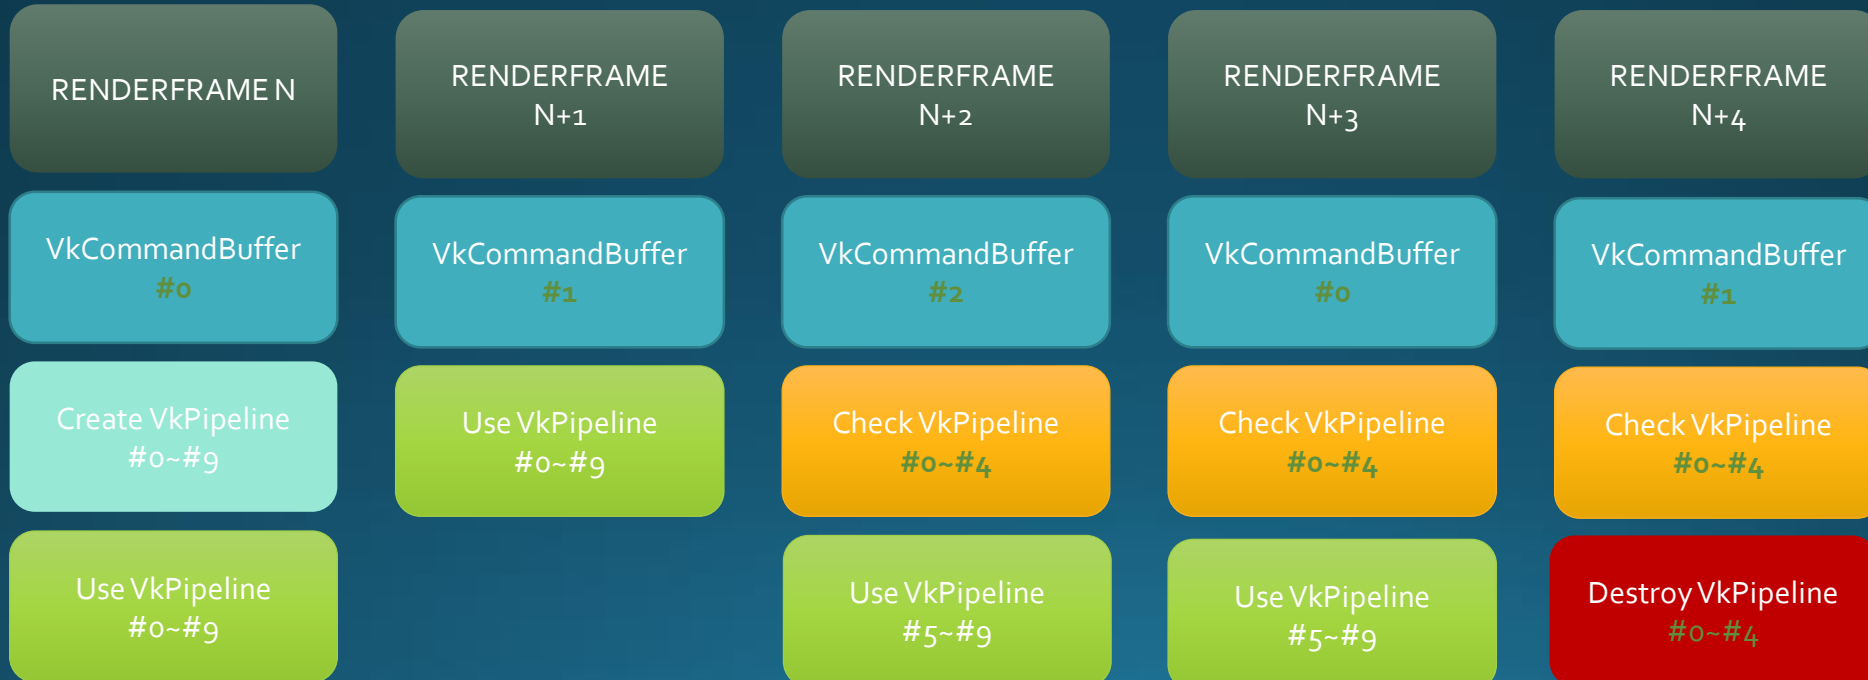 RENDERFRAME N
RENDERFRAME
N+1
RENDERFRAME
N+2
RENDERFRAME
N+3
RENDERFRAME
N+4
VkCommandBuffer
#0
VkCommandBuffer
#1
VkCommandBuffer
#2
VkCommandBuffer
#0
VkCommandBuffer
#1
Create VkPipeline
#0~#9
Use VkPipeline
#0~#9
Check VkPipeline
#0~#4
Check VkPipeline
#0~#4
Check VkPipeline
#0~#4
Use VkPipeline
#0~#9
Use VkPipeline
#5~#9
Use VkPipeline
#5~#9
Destroy VkPipeline
#0~#4